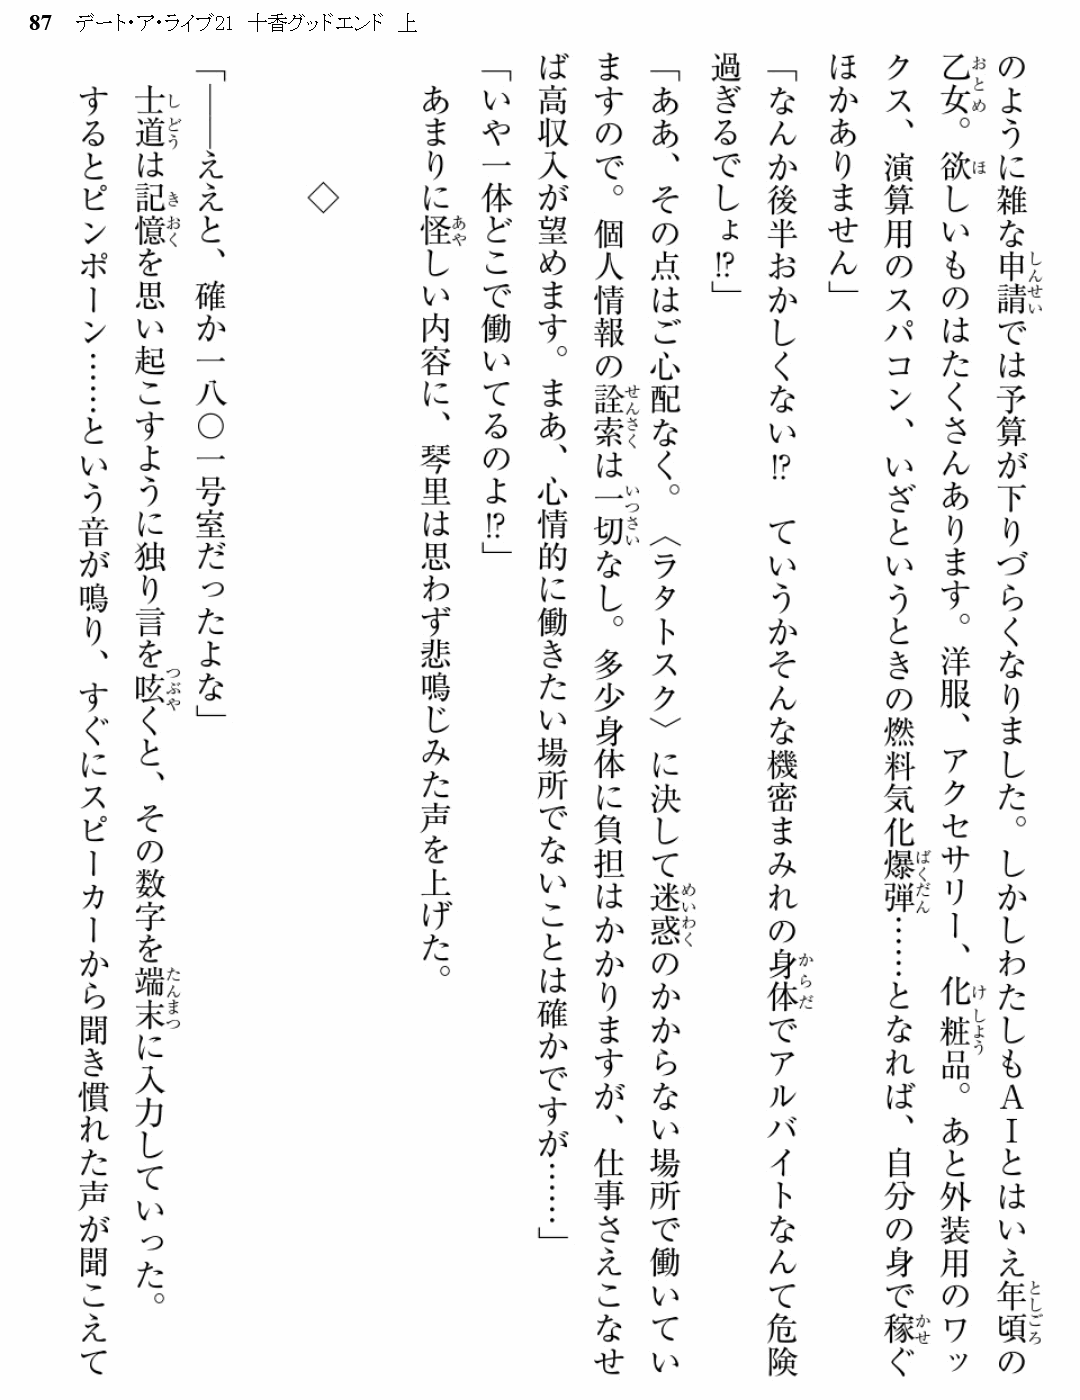 87 デート・ア・ライブ21 十香グッドエンド 上
のように雑な申請では予算が下りづらくなりました。しかしわたしもＡＩとはいえ年頃の
乙女。欲しいものはたくさんあります。洋服、アクセサリー、化粧品。あと外装用のワッ
クス、演算用のスパコン、いざというときの燃料気化爆弾……となれば、自分の身で稼ぐ
ほかありません」
「なんか後半おかしくない⁉　ていうかそんな機密まみれの身体でアルバイトなんて危険
過ぎるでしょ⁉」
「ああ、その点はご心配なく。〈ラタトスク〉に決して迷惑のかからない場所で働いてい
ますので。個人情報の詮索は一切なし。多少身体に負担はかかりますが、仕事さえこなせ
ば高収入が望めます。まあ、心情的に働きたい場所でないことは確かですが……」
「いや一体どこで働いてるのよ⁉」
あまりに怪しい内容に、琴里は思わず悲鳴じみた声を上げた。
◇
「――ええと、確か一八〇一号室だったよな」
士道は記憶を思い起こすように独り言を呟くと、その数字を端末に入力していった。
するとピンポーン……という音が鳴り、すぐにスピーカーから聞き慣れた声が聞こえて